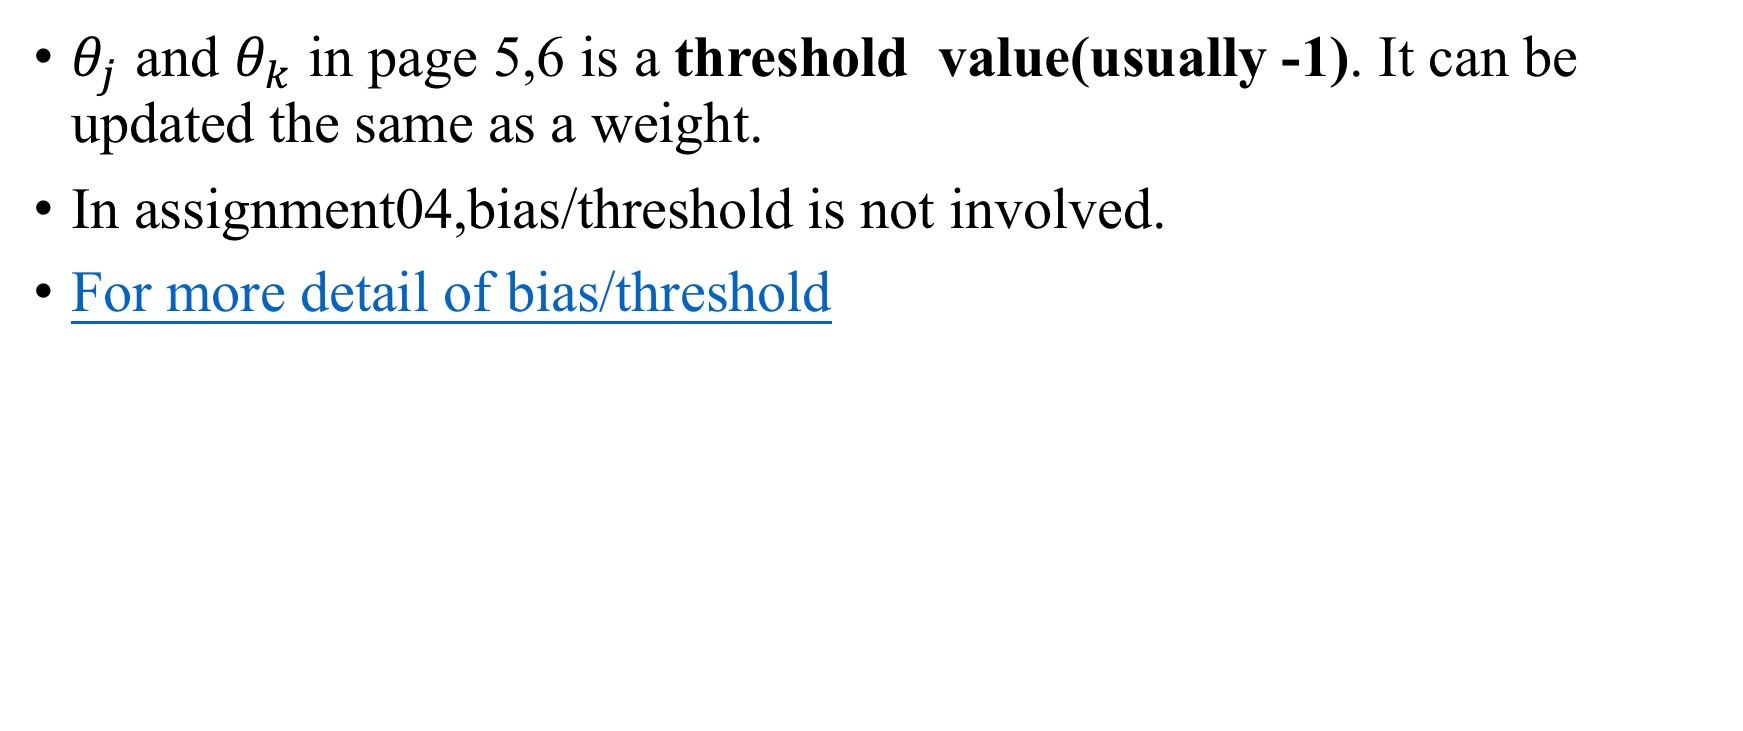 • θj and θk in page 5,6 is a threshold  value(usually -1). It can be
updated the same as a weight.
• In assignment04,bias/threshold is not involved.
• For more detail of bias/threshold